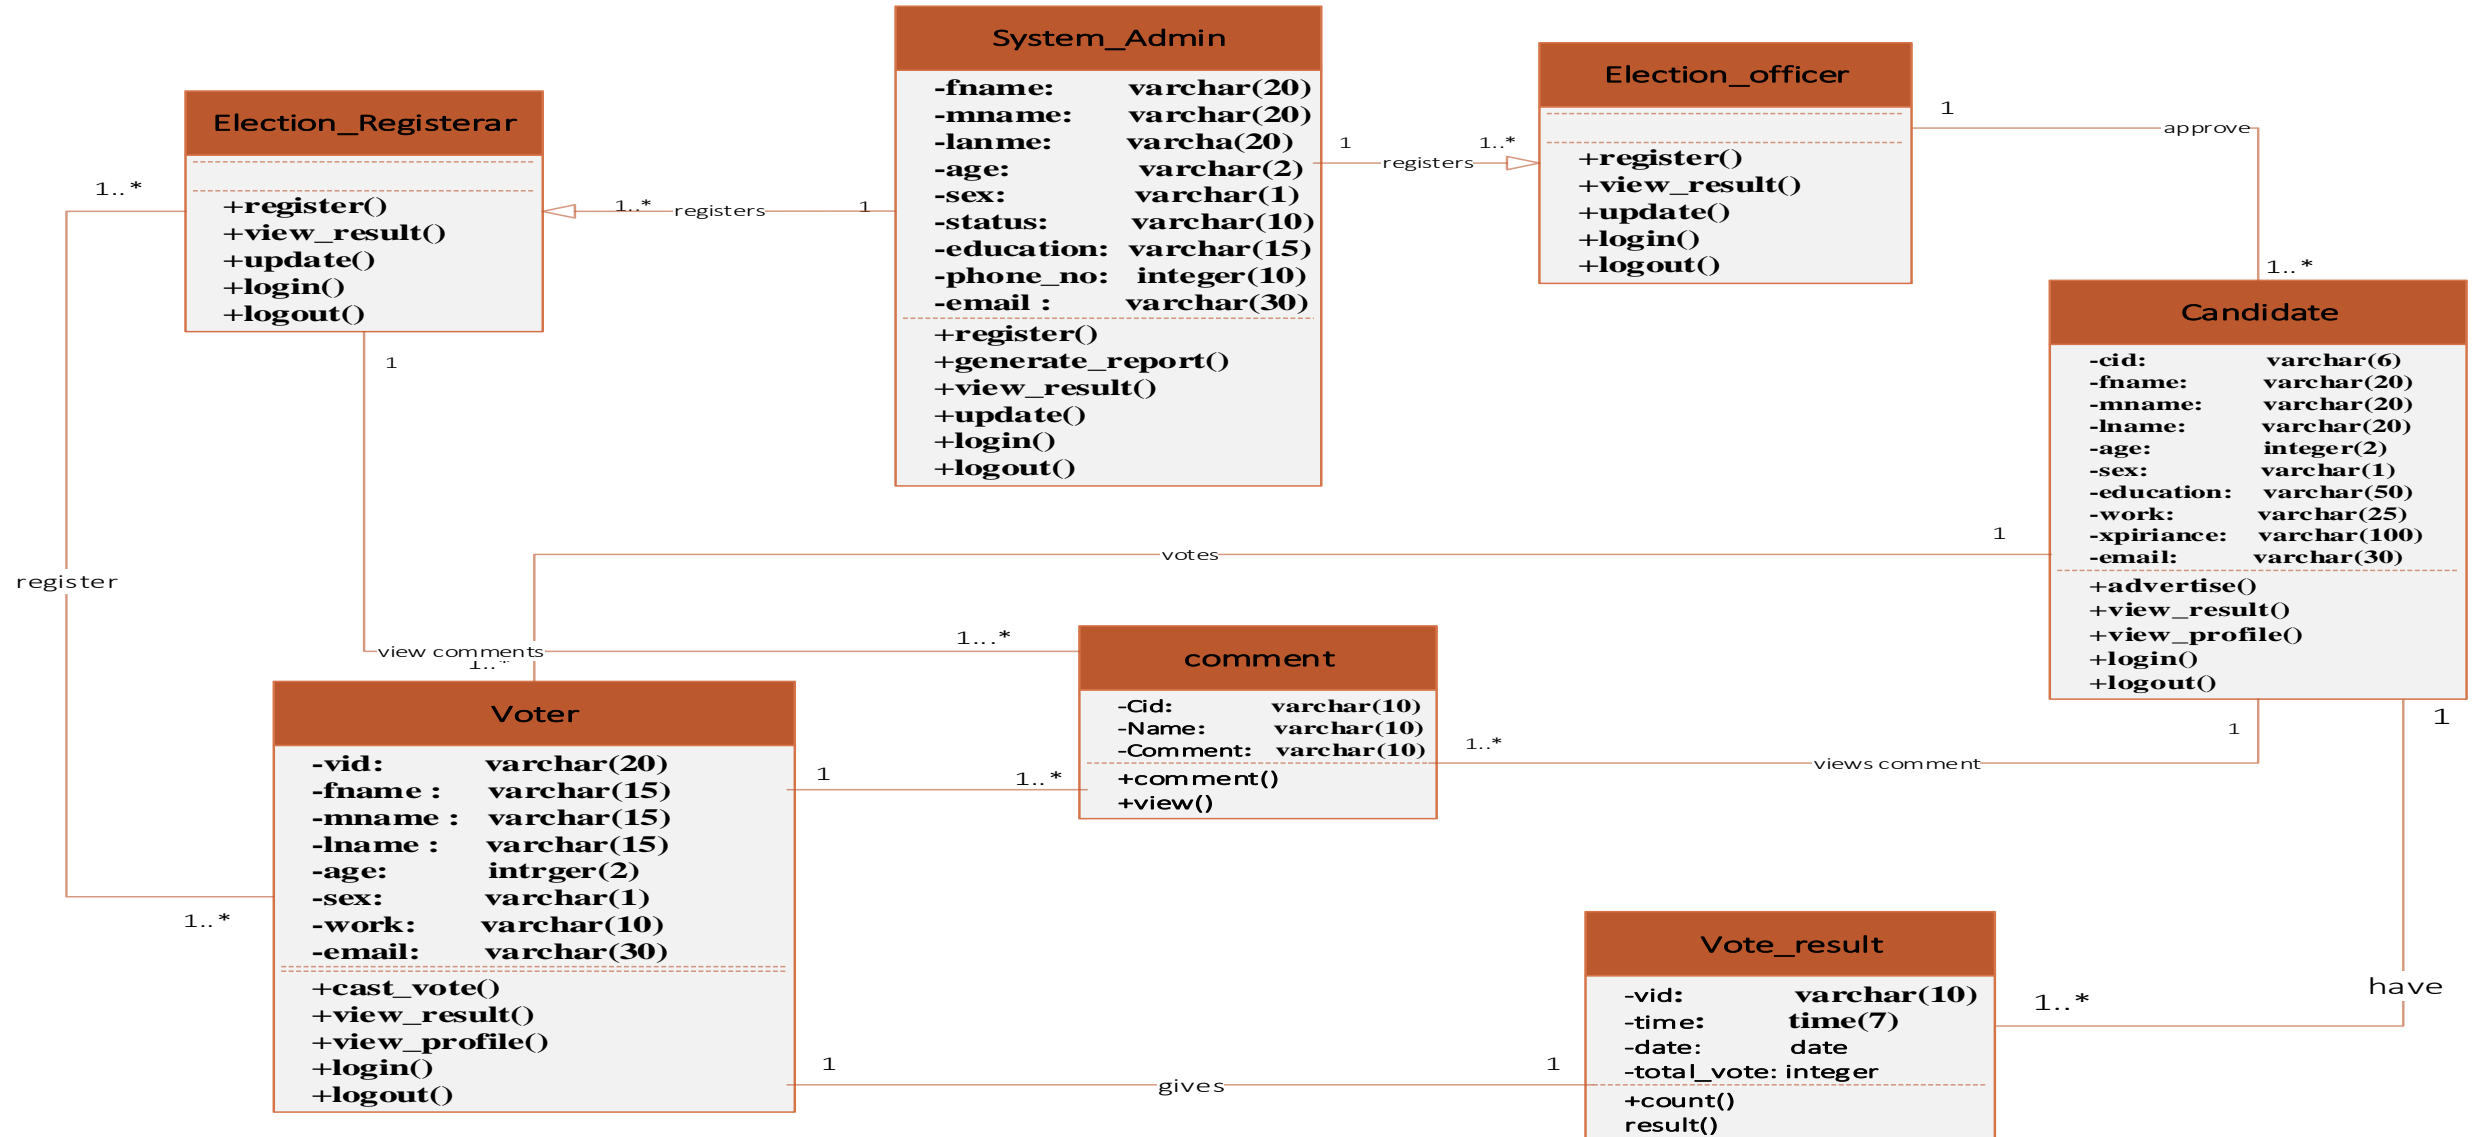 System_Admin
-fname: varchar(20)
-mname: varchar(20)
-lanme: varcha(20)
-age: varchar(2)
-sex: varchar(1)
-status: varchar(10)
-education: varchar(15)
-phone_no: integer(10)
-email : varchar(30)
+register()
+generate_report()
+view_result()
+update()
+login()
+logout()
Election_Registerar
+register()
+view_result()
+update()
+login()
+logout()
Election_officer
+register()
+view_result()
+update()
+login()
+logout()
1..* registers 1
1 registers 1..*
1
approve
1..*
Candidate
-cid: varchar(6)
-fname: varchar(20)
-mname: varchar(20)
-lname: varchar(20)
-age: integer(2)
-sex: varchar(1)
-education: varchar(50)
-work: varchar(25)
-xpiriance: varchar(100)
-email: varchar(30)
+advertise()
+view_result()
+view_profile()
+login()
+logout()
1..*
register
1..*
1
view comments
1...*
1
votes
1..*
comment
-Cid: varchar(10)
-Name: varchar(10)
-Comment: varchar(10)
+comment()
+view()
1..*
views comment
1
Voter
-vid: varchar(20)
-fname : varchar(15)
-mname : varchar(15)
-lname : varchar(15)
-age: intrger(2)
-sex: varchar(1)
-work: varchar(10)
-email: varchar(30)
+cast_vote()
+view_result()
+view_profile()
+login()
+logout()
1
1..*
1
gives
1
Vote_result
-vid: varchar(10)
-time: time(7)
-date: date
-total_vote: integer
+count()
result()
1
have
1..*